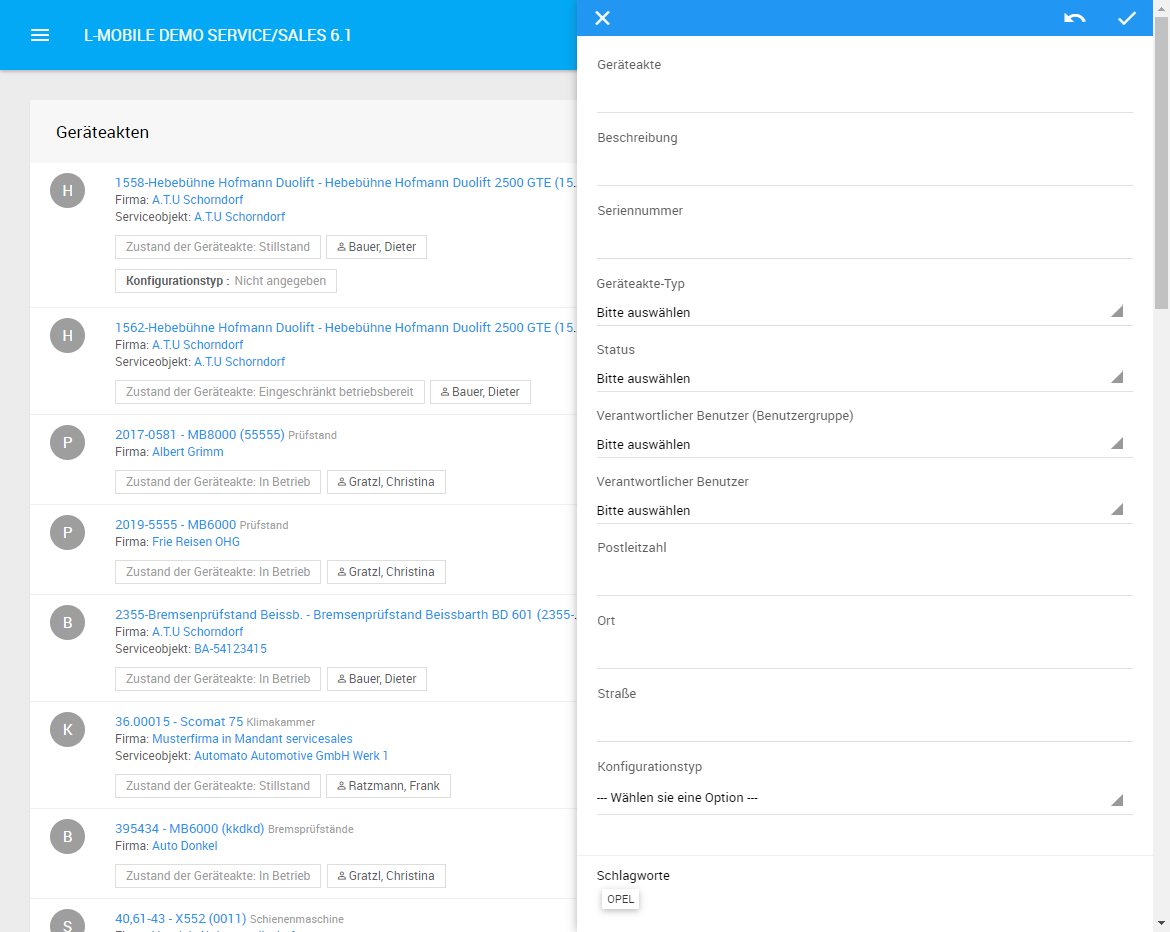 L-MOBILE DEMO SERVICE/SALES 6.1
Geräteakten
H
1558-Hebebühne Hofmann Duolift - Hebebühne Hofmann Duolift 2500 GTE (15.
Firma: A.T.U Schorndorf
Serviceobjekt: A.T.U Schorndorf
Zustand der Geräteakte: Stillstand
Bauer, Dieter
Konfigurationstyp : Nicht angegeben
H
1562-Hebebühne Hofmann Duolift - Hebebühne Hofmann Duolift 2500 GTE (15.
Firma: A.T.U Schorndorf
Serviceobjekt: A.T.U Schorndorf
Zustand der Geräteakte: Eingeschränkt betriebsbereit
Bauer, Dieter
P
2017-0581 - MB8000 (55555) Prüfstand
Firma: Albert Grimm
Zustand der Geräteakte: In Betrieb
Gratzl, Christina
P
2019-5555 - MB6000 Prüfstand
Firma: Frie Reisen OHG
Zustand der Geräteakte: In Betrieb
Gratzl, Christina
B
2355-Bremsenprüfstand Beissb. - Bremsenprüfstand Beissbarth BD 601 (2355-.
Firma: A.T.U Schorndorf
Serviceobjekt: BA-54123415
Zustand der Geräteakte: In Betrieb
Bauer, Dieter
K
36.00015 - Scomat 75 Klimakammer
Firma: Musterfirma in Mandant servicesales
Serviceobjekt: Automato Automotive GmbH Werk 1
Zustand der Geräteakte: Stillstand
Ratzmann, Frank
B
395434 - MB6000 (kkdkd) Bremsprüfstände
Firma: Auto Donkel
Zustand der Geräteakte: In Betrieb
Gratzl, Christina
S
40,61-43 - X552 (0011) Schienenmaschine
Geräteakte
Beschreibung
Seriennummer
Geräteakte-Typ
Bitte auswählen
Status
Bitte auswählen
Verantwortlicher Benutzer (Benutzergruppe)
Bitte auswählen
Verantwortlicher Benutzer
Bitte auswählen
Postleitzahl
Ort
Straße
Konfigurationstyp
--- Wählen sie eine Option ---
Schlagworte
OPEL